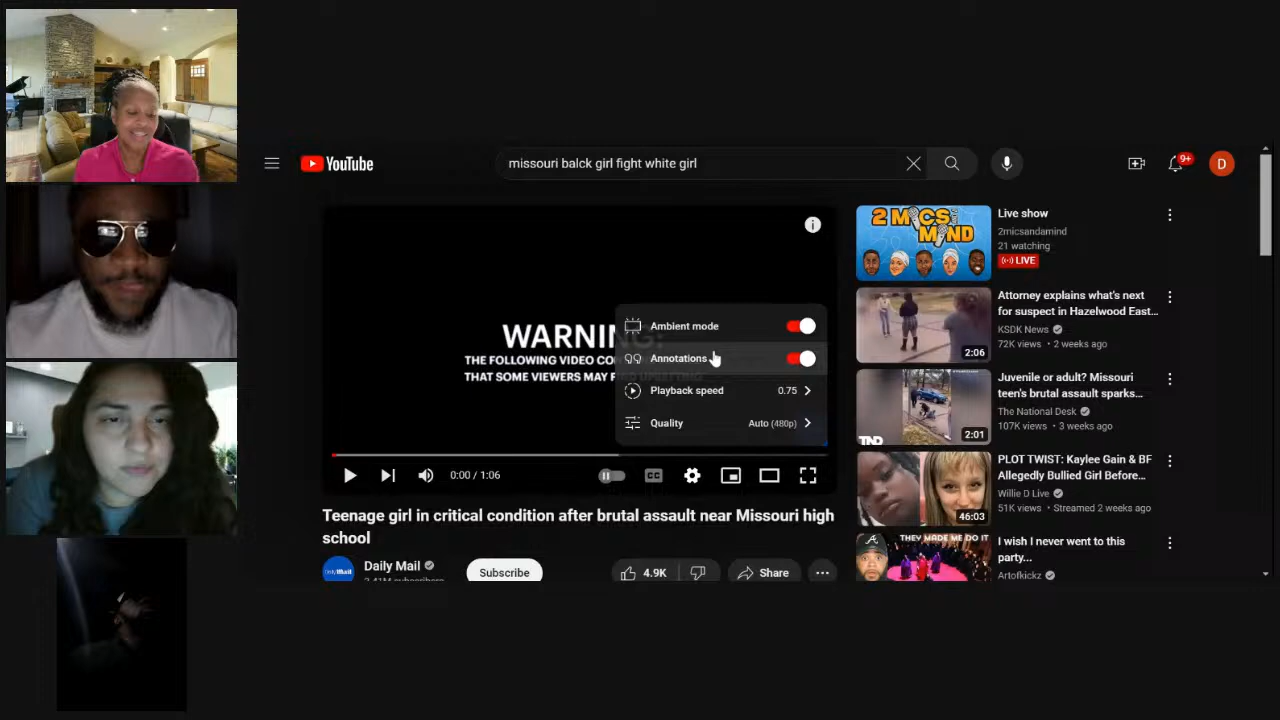 YouTube
missouri balck girl fight white girl
9+
D
WARNING:
THE FOLLOWING VIDEO
THAT SOME VIEWERS MAY
Ambient mode
Annotations
Playback speed 0.75
Quality Auto (480p)
0:00 / 1:06
CC
Teenage girl in critical condition after brutal assault near Missouri high
school
Daily Mail
4.9K
Share
Subscribe
2 MICS
MIND
Live show
2micsandamind
21 watching
LIVE
2:06
Attorney explains what's next
for suspect in Hazelwood East...
KSDK News
72K views • 2 weeks ago
TND
2:01
Juvenile or adult? Missouri
teen's brutal assault sparks...
The National Desk
107K views • 3 weeks ago
46:03
PLOT TWIST: Kaylee Gain & BF
Allegedly Bullied Girl Before...
Willie D Live
51K views • Streamed 2 weeks ago
THEY MADE ME DO IT
I wish I never went to this
party...
Artofkickz